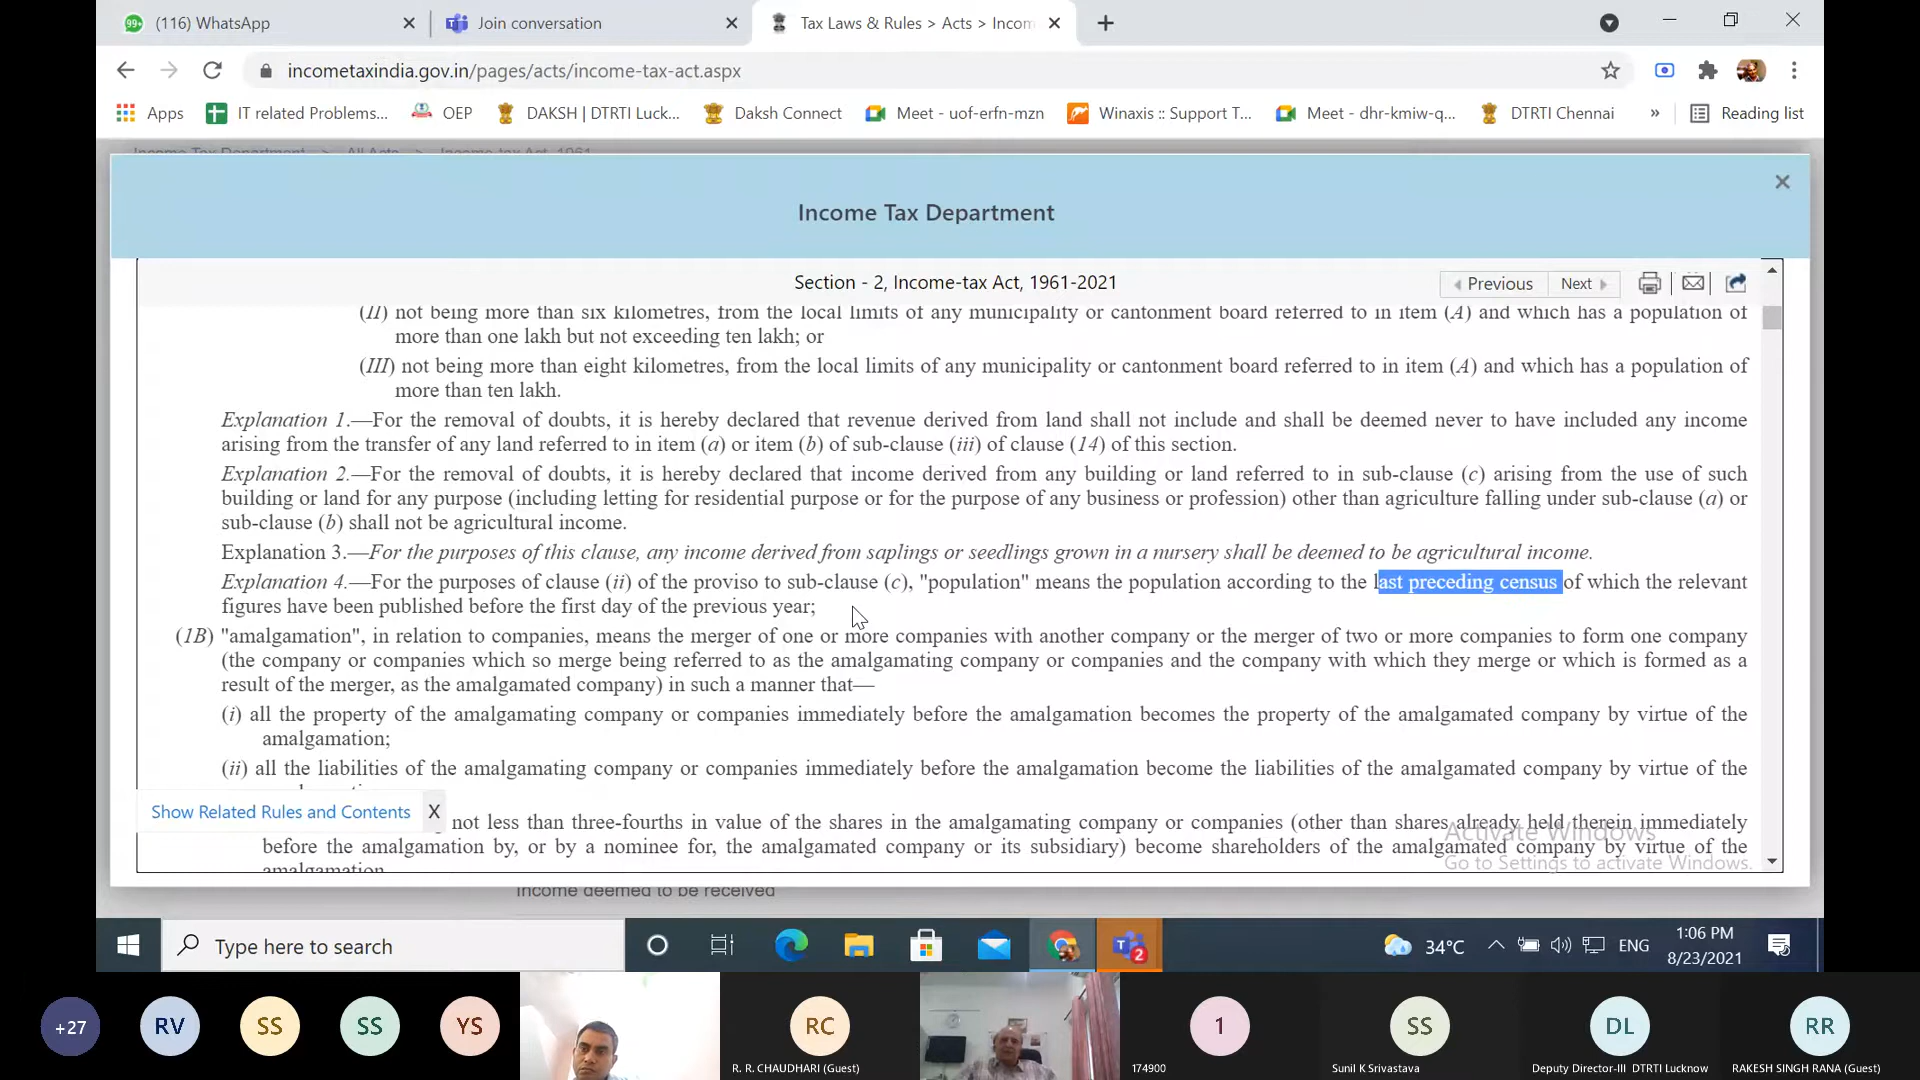 99+ (116) WhatsApp
Join conversation
Tax Laws & Rules > Acts > Incom
incometaxindia.gov.in/pages/acts/income-tax-act.aspx
Apps
IT related Problems...
OEP
DAKSH | DTRTI Luck...
Daksh Connect
Meet - uof-erfn-mzn
Winaxis :: Support T...
Meet - dhr-kmiw-q...
DTRTI Chennai
»
Reading list
Income Tax Department > All Acts > Income-tax Act, 1961
Income Tax Department
Section - 2, Income-tax Act, 1961-2021
Previous
Next
(II) not being more than six kilometres, from the local limits of any municipality or cantonment board referred to in item (A) and which has a population of
more than one lakh but not exceeding ten lakh; or
(III) not being more than eight kilometres, from the local limits of any municipality or cantonment board referred to in item (A) and which has a population of
more than ten lakh.
Explanation 1.—For the removal of doubts, it is hereby declared that revenue derived from land shall not include and shall be deemed never to have included any income
arising from the transfer of any land referred to in item (a) or item (b) of sub-clause (iii) of clause (14) of this section.
Explanation 2.—For the removal of doubts, it is hereby declared that income derived from any building or land referred to in sub-clause (c) arising from the use of such
building or land for any purpose (including letting for residential purpose or for the purpose of any business or profession) other than agriculture falling under sub-clause (a) or
sub-clause (b) shall not be agricultural income.
Explanation 3.—For the purposes of this clause, any income derived from saplings or seedlings grown in a nursery shall be deemed to be agricultural income.
Explanation 4.—For the purposes of clause (ii) of the proviso to sub-clause (c), "population" means the population according to the last preceding census of which the relevant
figures have been published before the first day of the previous year;
(1B) "amalgamation", in relation to companies, means the merger of one or more companies with another company or the merger of two or more companies to form one company
(the company or companies which so merge being referred to as the amalgamating company or companies and the company with which they merge or which is formed as a
result of the merger, as the amalgamated company) in such a manner that—
(i) all the property of the amalgamating company or companies immediately before the amalgamation becomes the property of the amalgamated company by virtue of the
amalgamation;
(ii) all the liabilities of the amalgamating company or companies immediately before the amalgamation become the liabilities of the amalgamated company by virtue of the
Show Related Rules and Contents X
not less than three-fourths in value of the shares in the amalgamating company or companies (other than shares already held therein immediately
before the amalgamation by, or by a nominee for, the amalgamated company or its subsidiary) become shareholders of the amalgamated company by virtue of the
amalgamation
Activate Windows
Go to Settings to activate Windows.
Income deemed to be received
Type here to search
2
34°C
ENG
1:06 PM
8/23/2021
+27
RV
SS
SS
YS
RC
R. R. CHAUDHARI (Guest)
1
174900
SS
Sunil K Srivastava
DL
Deputy Director-III DTRTI Lucknow
RR
RAKESH SINGH RANA (Guest)